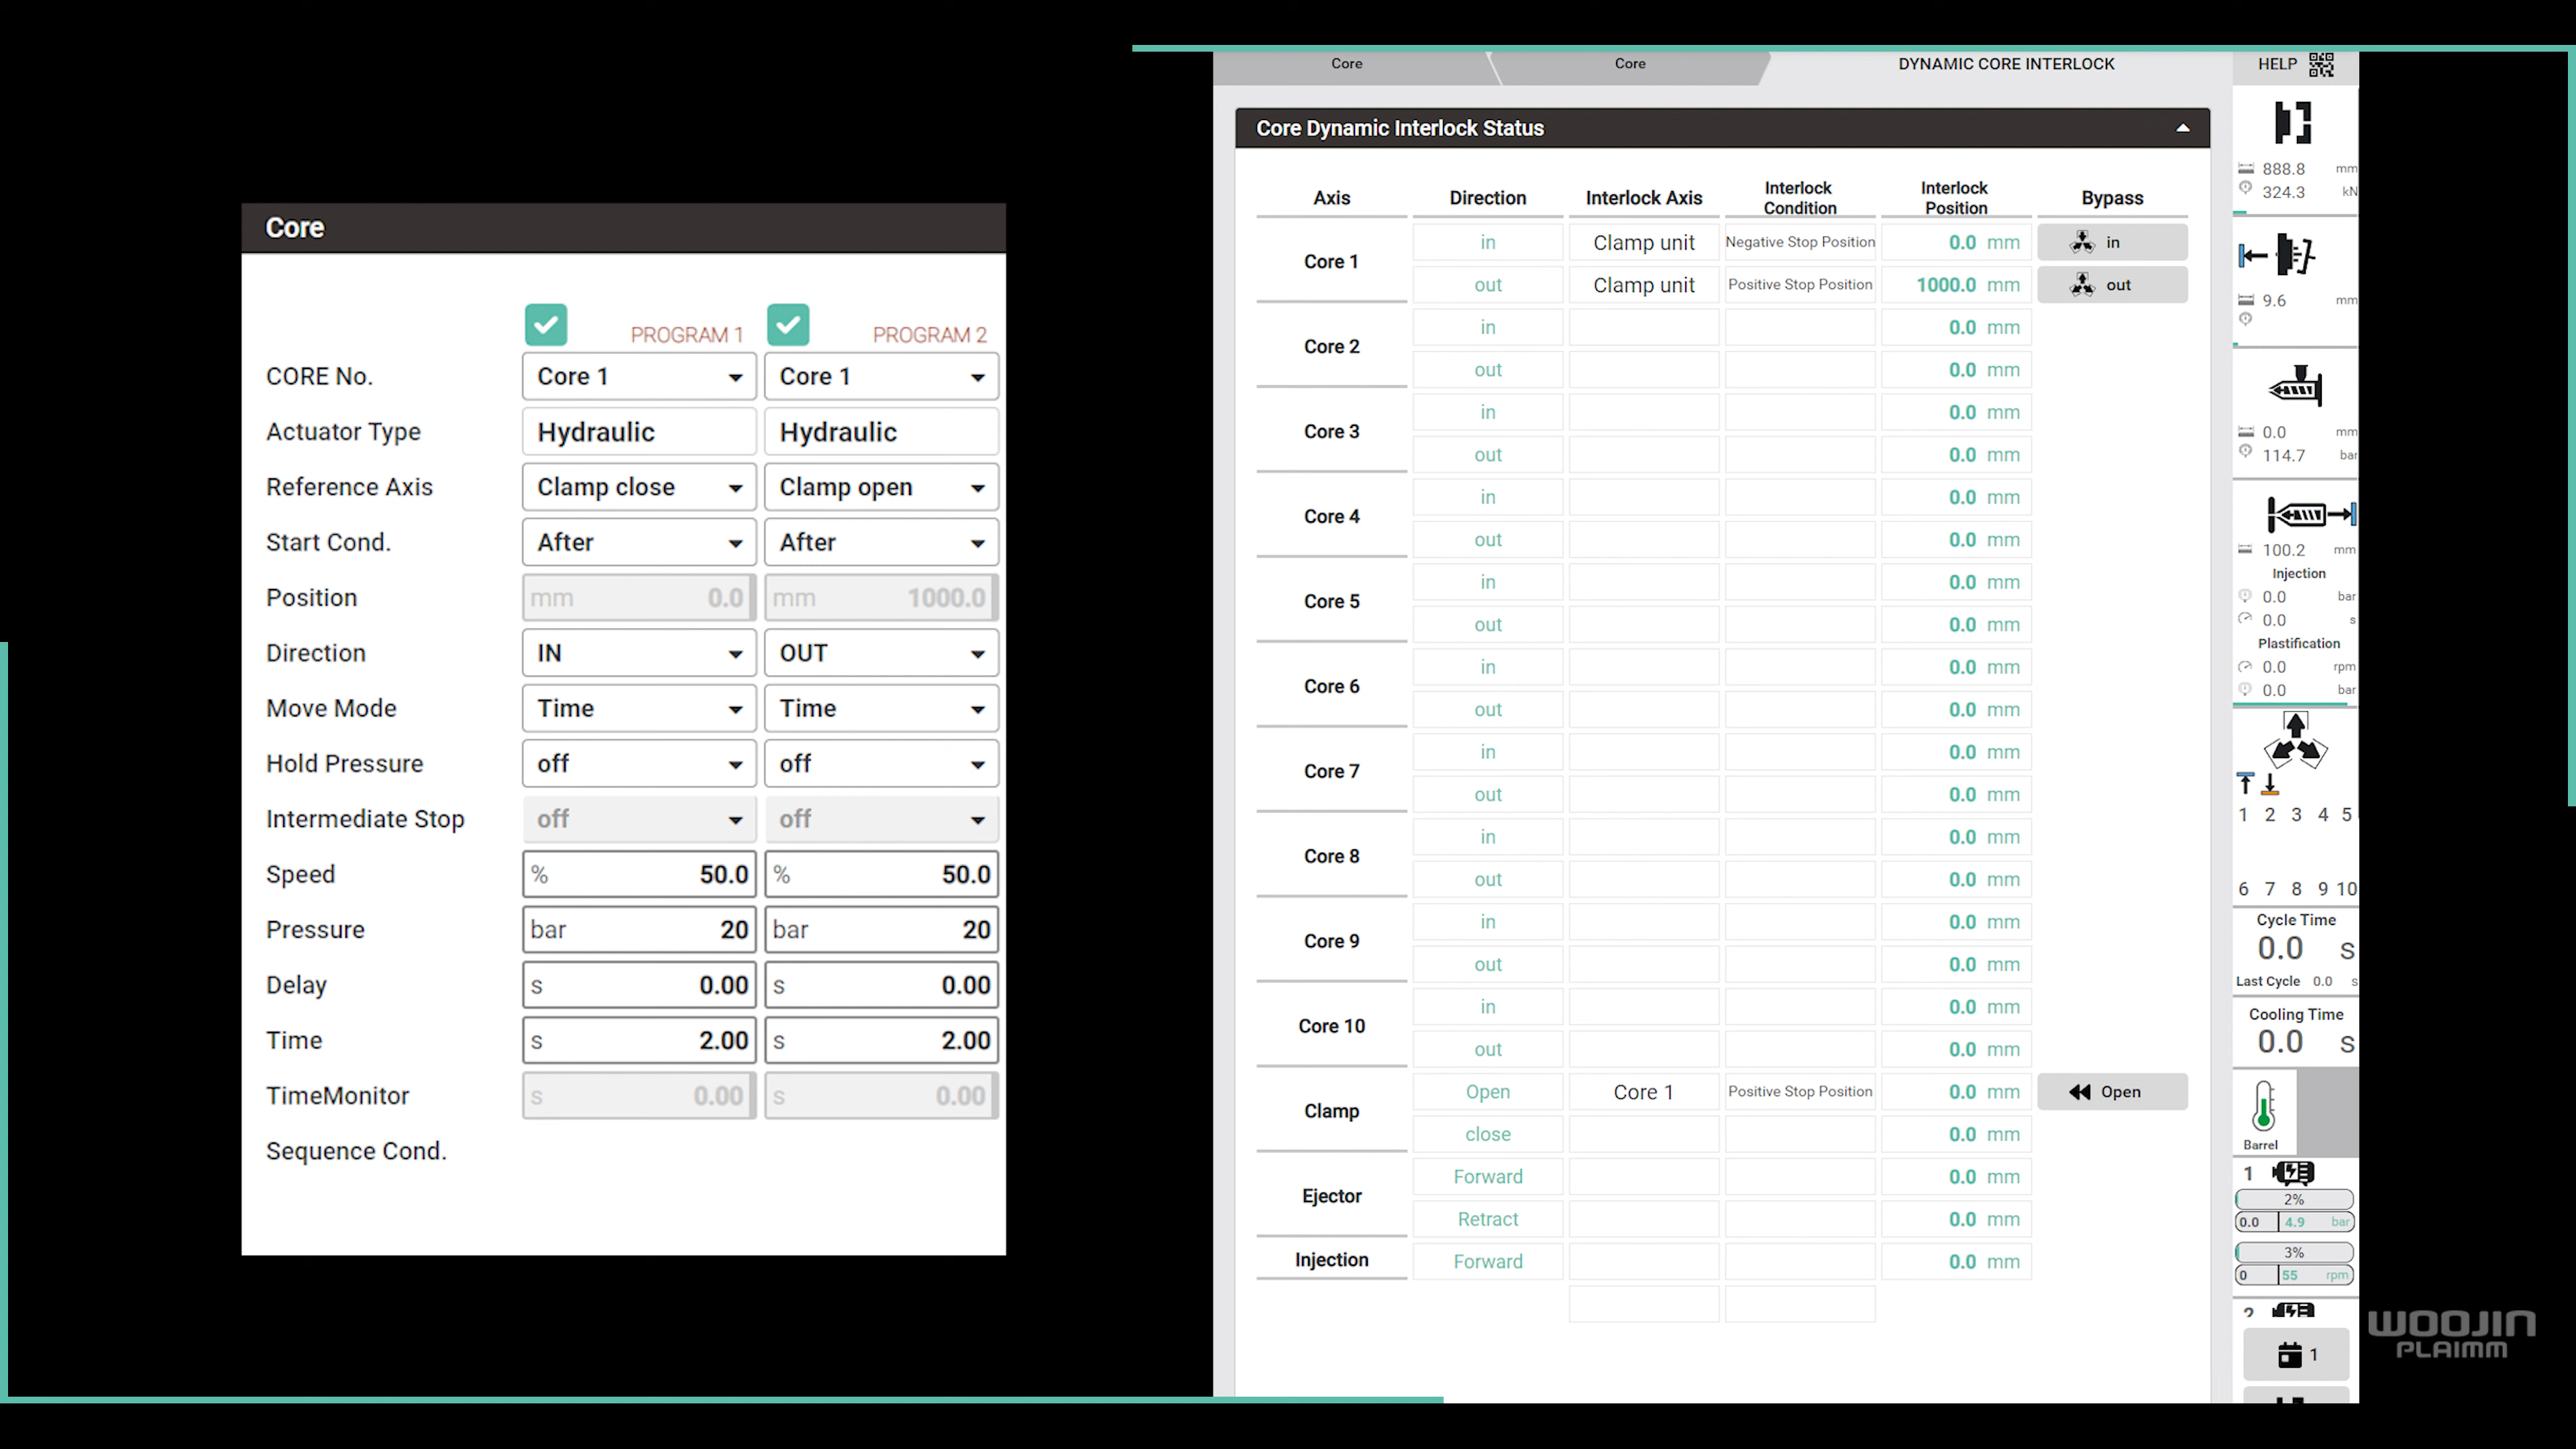 Core
PROGRAM 1 PROGRAM 2
CORE No. Core 1 Core 1
Actuator Type Hydraulic Hydraulic
Reference Axis Clamp close Clamp open
Start Cond. After After
Position mm 0.0 mm 1000.0
Direction IN OUT
Move Mode Time Time
Hold Pressure off off
Intermediate Stop off off
Speed % 50.0 % 50.0
Pressure bar 20 bar 20
Delay s 0.00 s 0.00
Time s 2.00 s 2.00
TimeMonitor s 0.00 s 0.00
Sequence Cond.
Core Core DYNAMIC CORE INTERLOCK
Core Dynamic Interlock Status
Axis Direction Interlock Axis Interlock Condition Interlock Position Bypass
Core 1
in Clamp unit Negative Stop Position 0.0 mm in
out Clamp unit Positive Stop Position 1000.0 mm out
Core 2
in 0.0 mm
out 0.0 mm
Core 3
in 0.0 mm
out 0.0 mm
Core 4
in 0.0 mm
out 0.0 mm
Core 5
in 0.0 mm
out 0.0 mm
Core 6
in 0.0 mm
out 0.0 mm
Core 7
in 0.0 mm
out 0.0 mm
Core 8
in 0.0 mm
out 0.0 mm
Core 9
in 0.0 mm
out 0.0 mm
Core 10
in 0.0 mm
out 0.0 mm
Clamp
Open Core 1 Positive Stop Position 0.0 mm Open
close 0.0 mm
Ejector
Forward 0.0 mm
Retract 0.0 mm
Injection Forward 0.0 mm
HELP
888.8 mm
324.3 kN
9.6 mm
0.0 mm
114.7 bar
100.2 mm
Injection
0.0 bar
0.0 s
Plastification
0.0 rpm
0.0 bar
1 2 3 4 5
6 7 8 9 10
Cycle Time
0.0 s
Last Cycle 0.0 s
Cooling Time
0.0 s
Barrel
1
2%
0.0 4.9 bar
3%
0 55 rpm
2
1
WOOJIN
PLAIMM